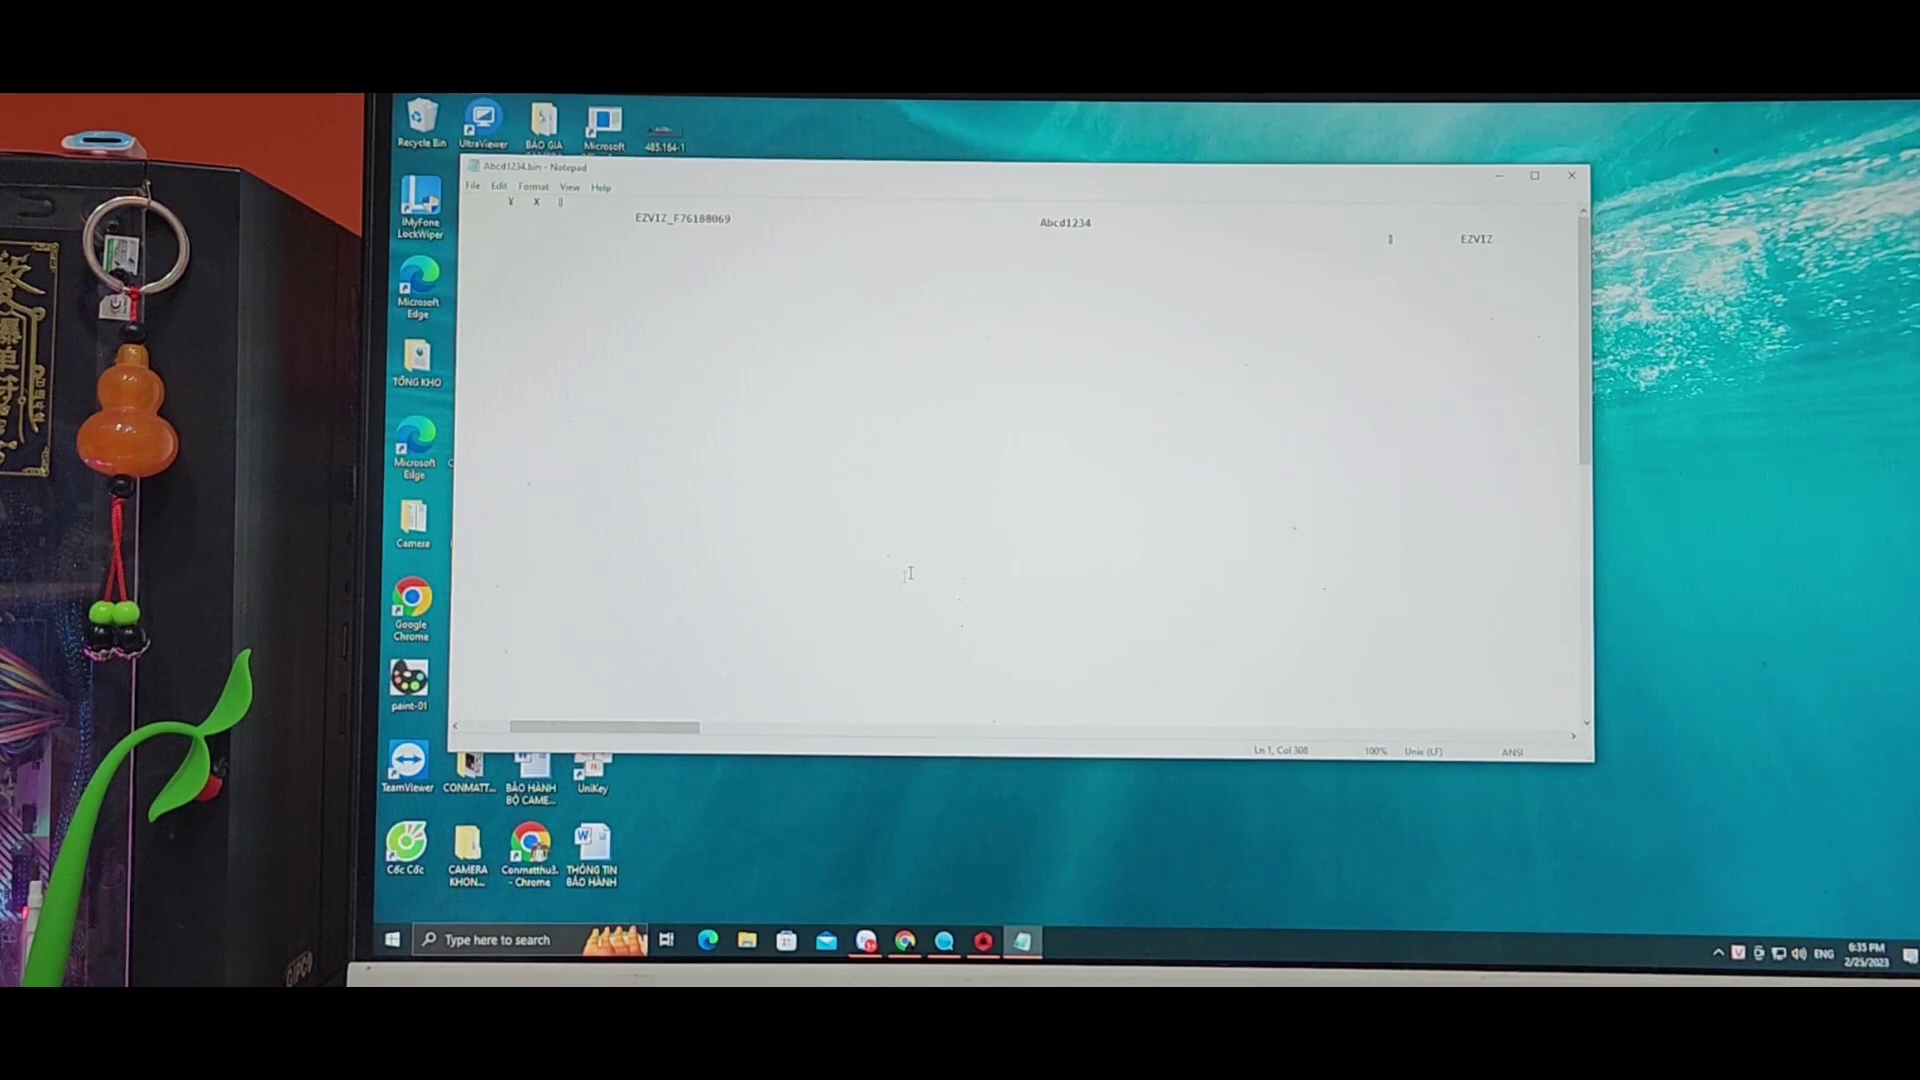 Recycle Bin
UltraViewer
BÁO GIÁ
Microsoft
485.164-1
Abcd1234.bin - Notepad
File Edit Format View Help
¥ X
EZVIZ_F76188069 Abcd1234
EZVIZ
iMyFone LockWiper
Microsoft Edge
TỔNG KHO
Microsoft Edge
Camera
Google Chrome
paint-01
Ln 1, Col 308 100% Unix (LF) ANSI
TeamViewer
CONMATT...
BẢO HÀNH BỘ CAME...
UniKey
Cốc Cốc
CAMERA KHON...
Conmatthu3. - Chrome
THÔNG TIN BẢO HÀNH
Type here to search
ENG
6:35 PM
2/25/2023